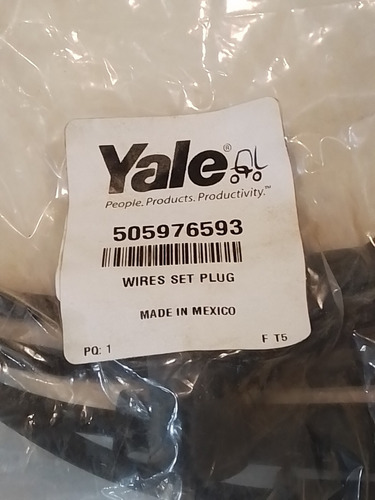 Yale®
People. Products. Productivity.™
505976593
WIRES SET PLUG
MADE IN MEXICO
PQ: 1
F T5